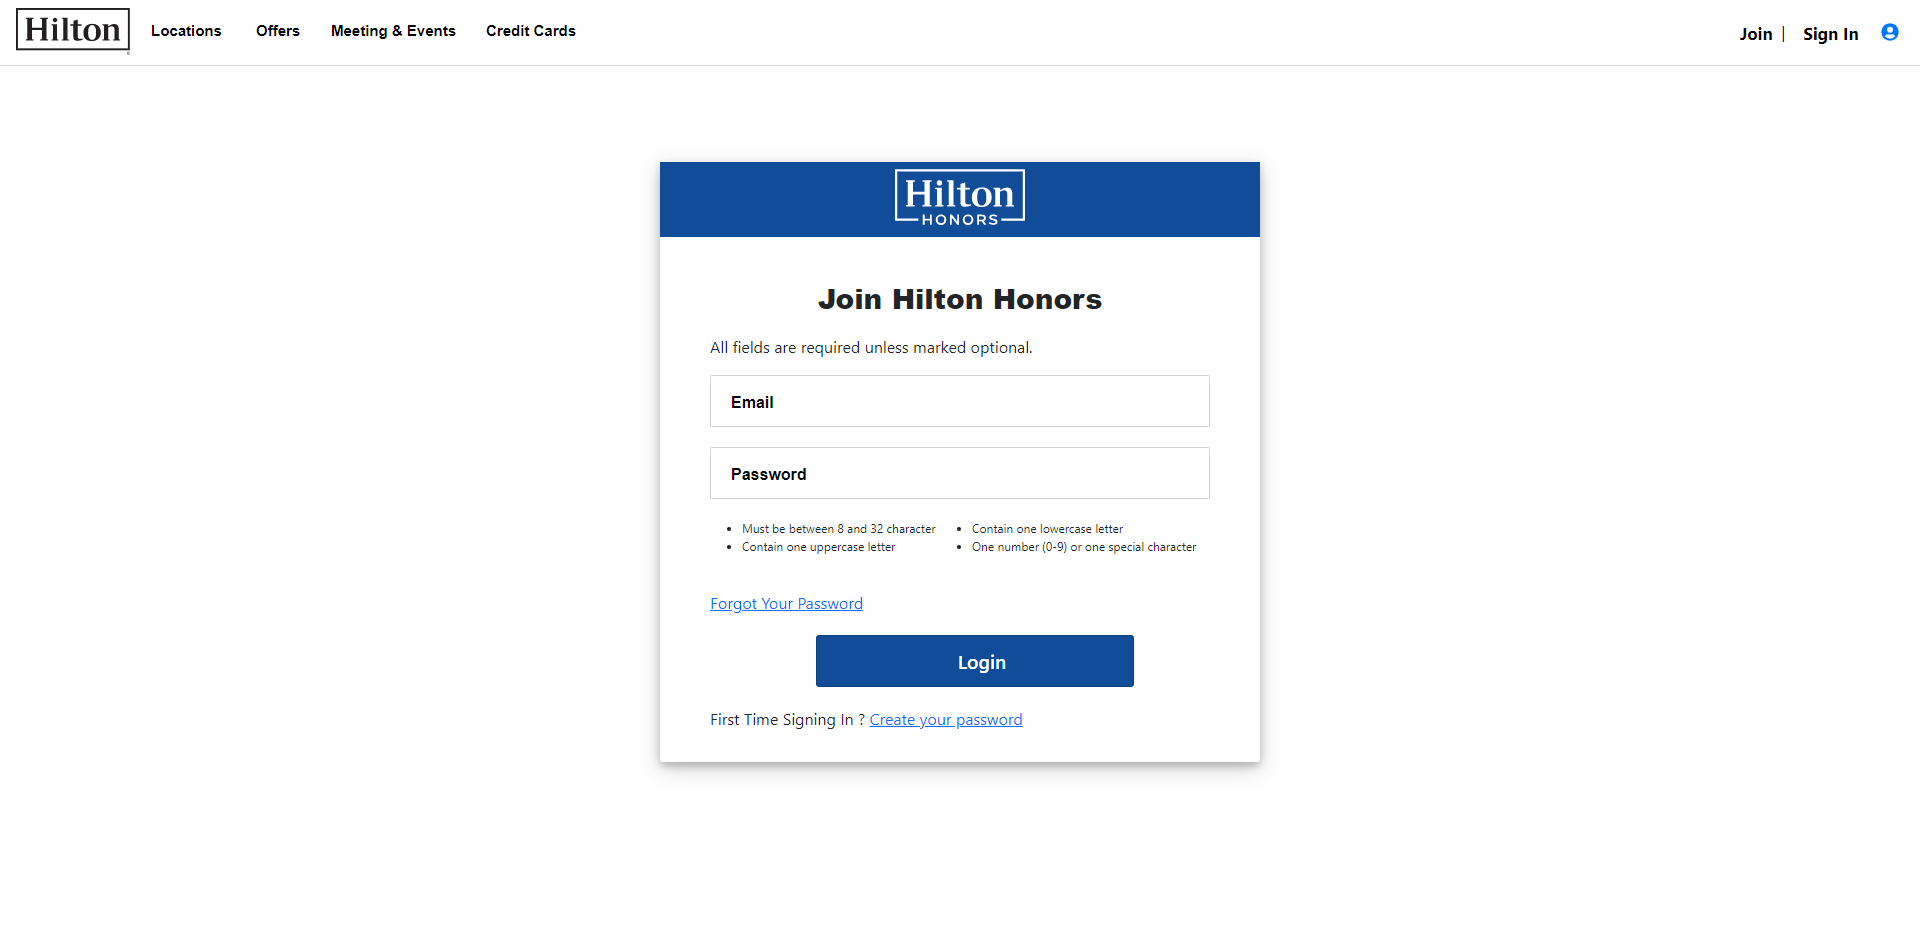 Hilton
Locations Offers Meeting & Events Credit Cards
Join | Sign In
Hilton
HONORS
Join Hilton Honors
All fields are required unless marked optional.
Email
Password
• Must be between 8 and 32 character
• Contain one uppercase letter
• Contain one lowercase letter
• One number (0-9) or one special character
Forgot Your Password
Login
First Time Signing In ? Create your password